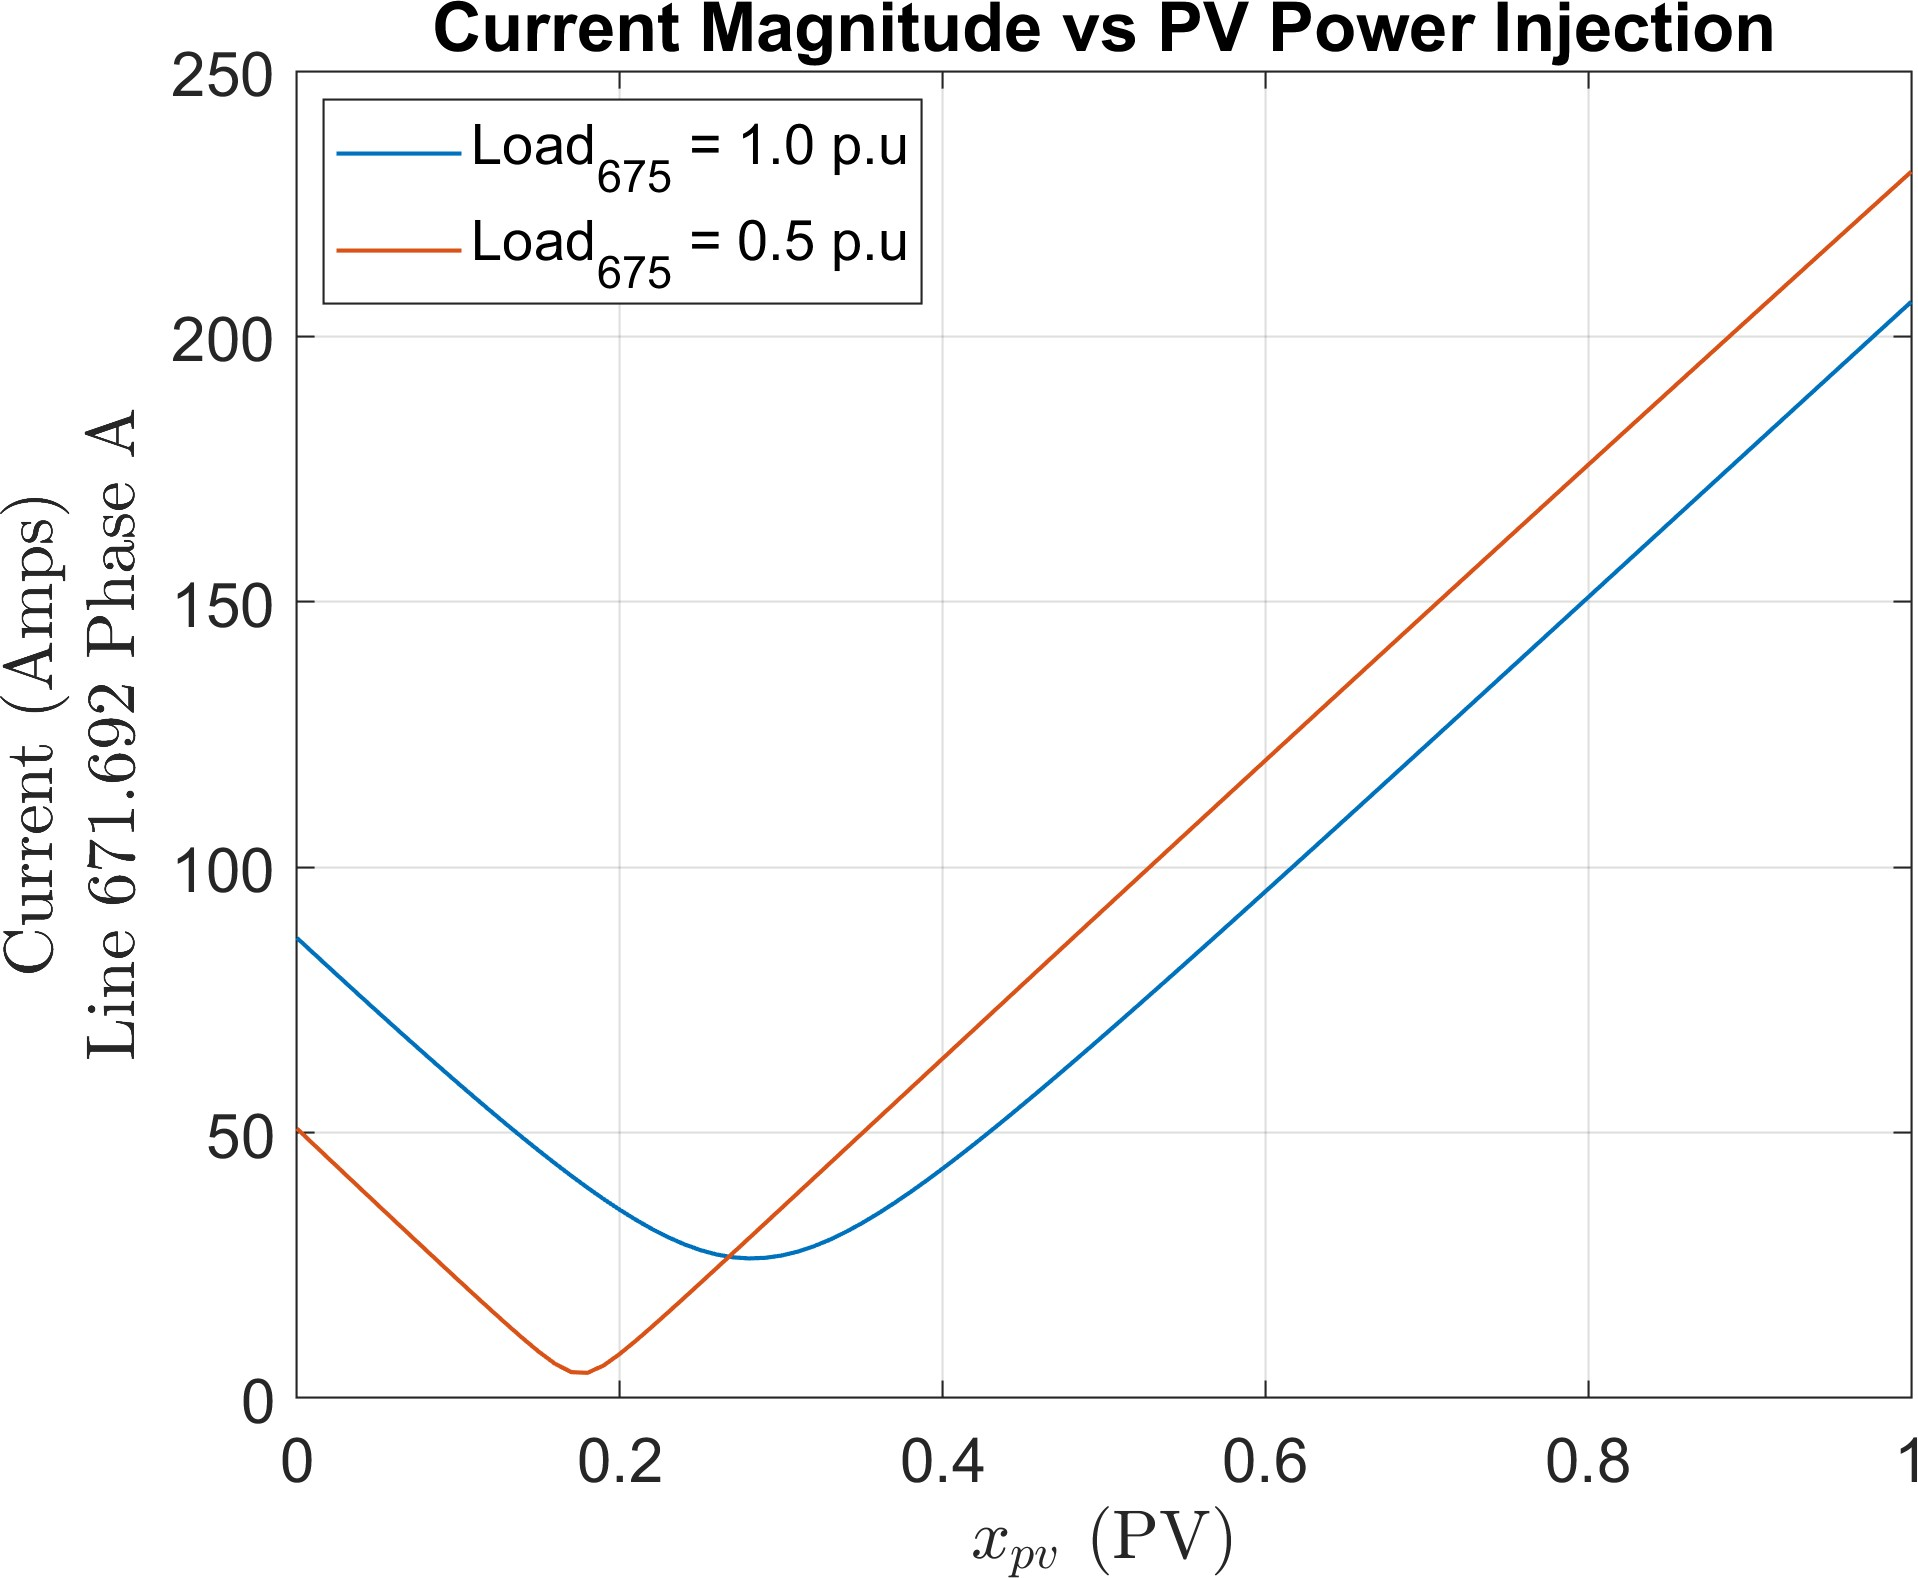 Current Magnitude vs PV Power Injection
250
200
150
100
50
0
Load675 = 1.0 p.u
Load675 = 0.5 p.u
Current (Amps)
Line 671.692 Phase A
0 0.2 0.4 0.6 0.8 1
xpv (PV)